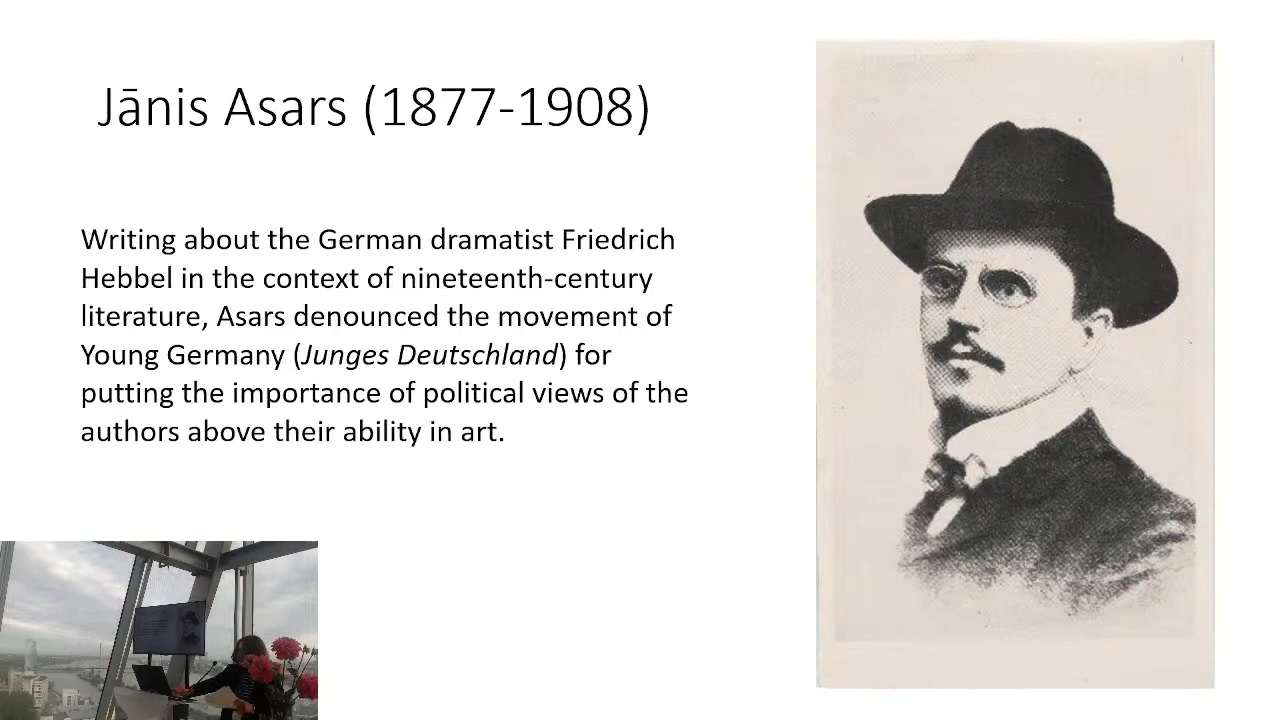 Jānis Asars (1877-1908)
Writing about the German dramatist Friedrich
Hebbel in the context of nineteenth-century
literature, Asars denounced the movement of
Young Germany (Junges Deutschland) for
putting the importance of political views of the
authors above their ability in art.